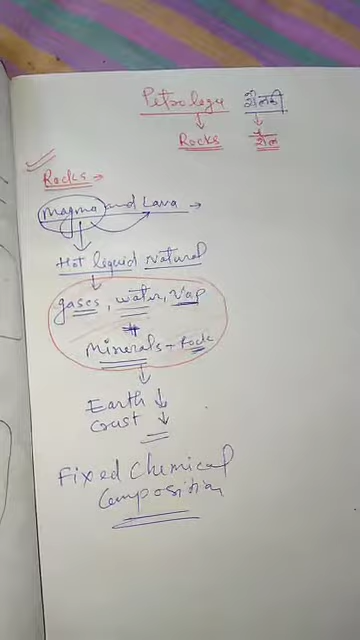 Petrology शैलकी
Rocks शैल
Rocks →
Magma and Lava →
Hot liquid Natural
gases, water, Vap
Minerals - Rock
Earth
Crust
Fixed Chemical
Composition